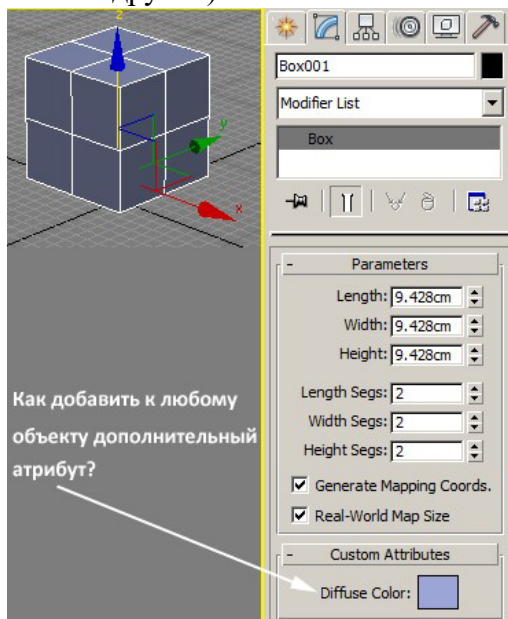 z
y
x
Box001
Modifier List
Box
- Parameters
Length: 9.428cm
Width: 9.428cm
Height: 9.428cm
Length Segs: 2
Width Segs: 2
Height Segs: 2
Generate Mapping Coords.
Real-World Map Size
- Custom Attributes
Diffuse Color:
Как добавить к любому
объекту дополнительный
атрибут?